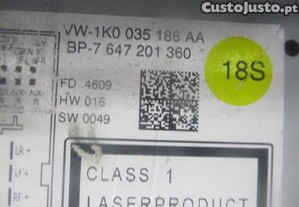 CustoJusto.pt
VW-1K0 035 186 AA
BP-7 647 201 360
18S
FD 4609
HW 016
SW 0049
LR+
LF+
RF+
CLASS 1
LASERPRODUCT